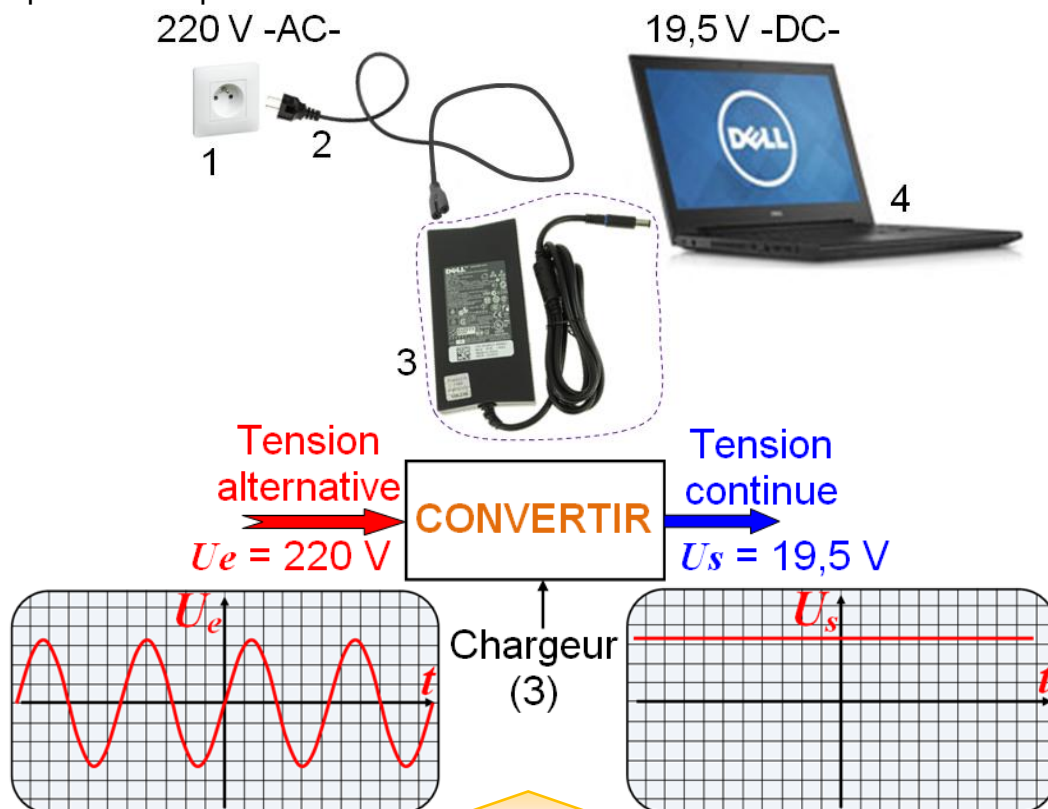 220 V -AC-
19,5 V -DC-
1
2
DELL
4
DELL
3
Tension
alternative
Ue = 220 V
CONVERTIR
Tension
continue
Us = 19,5 V
Ue
t
Chargeur
(3)
Us
t